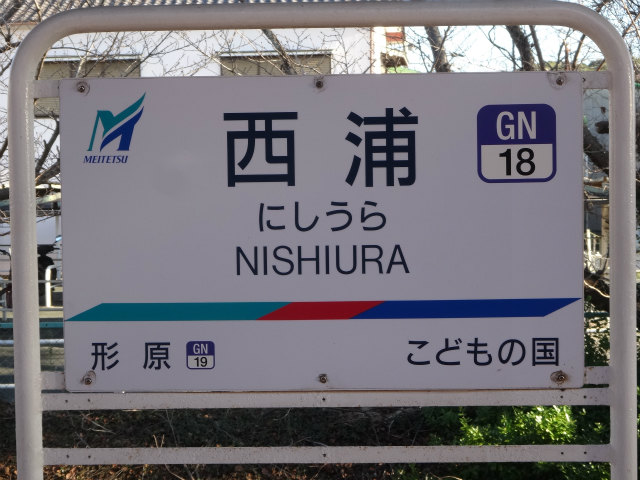 MEITETSU
西浦
GN
18
にしうら
NISHIURA
形原 GN 19
こどもの国